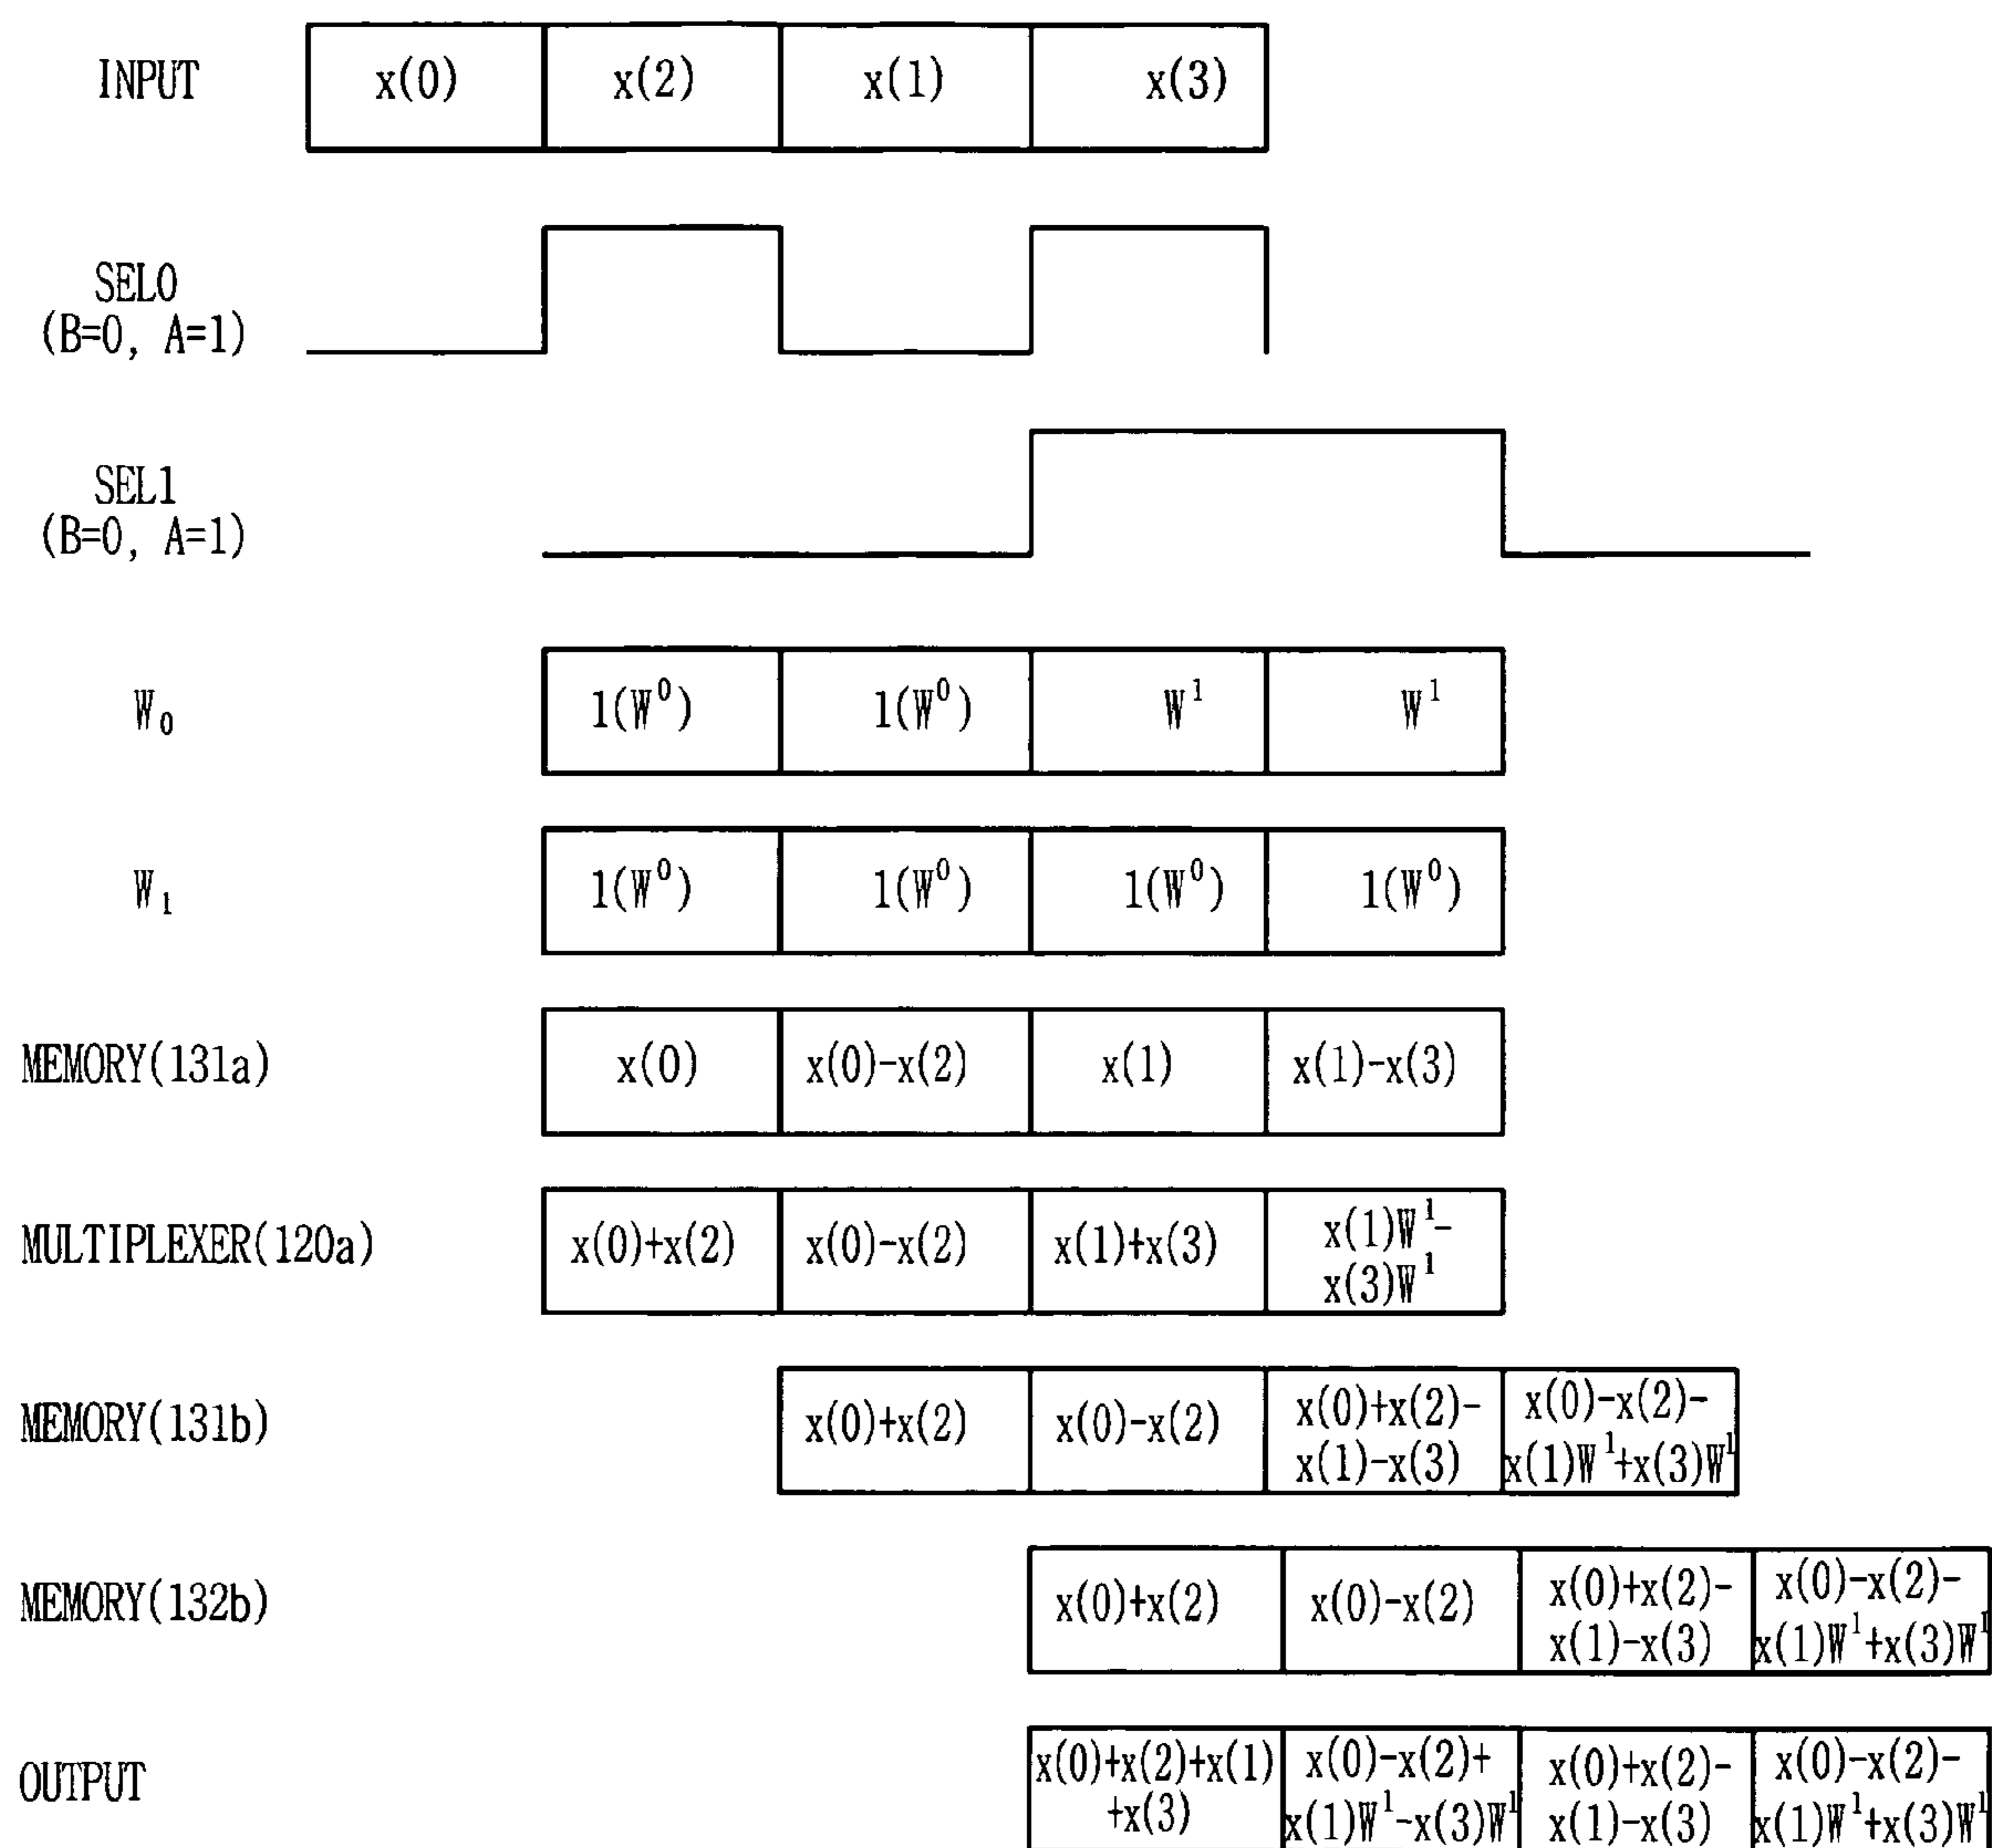 INPUT x(0) x(2) x(1) x(3)
SEL0
(B=0, A=1)
SEL1
(B=0, A=1)
W₀ 1(W⁰) 1(W⁰) W¹ W¹
W₁ 1(W⁰) 1(W⁰) 1(W⁰) 1(W⁰)
MEMORY(131a) x(0) x(0)-x(2) x(1) x(1)-x(3)
MULTIPLEXER(120a) x(0)+x(2) x(0)-x(2) x(1)+x(3) x(1)W¹-
x(3)W¹
MEMORY(131b) x(0)+x(2) x(0)-x(2) x(0)+x(2)- x(0)-x(2)-
x(1)-x(3) x(1)W¹+x(3)W¹
MEMORY(132b) x(0)+x(2) x(0)-x(2) x(0)+x(2)- x(0)-x(2)-
x(1)-x(3) x(1)W¹+x(3)W¹
OUTPUT x(0)+x(2)+x(1) x(0)-x(2)+ x(0)+x(2)- x(0)-x(2)-
+x(3) x(1)W¹-x(3)W¹ x(1)-x(3) x(1)W¹+x(3)W¹